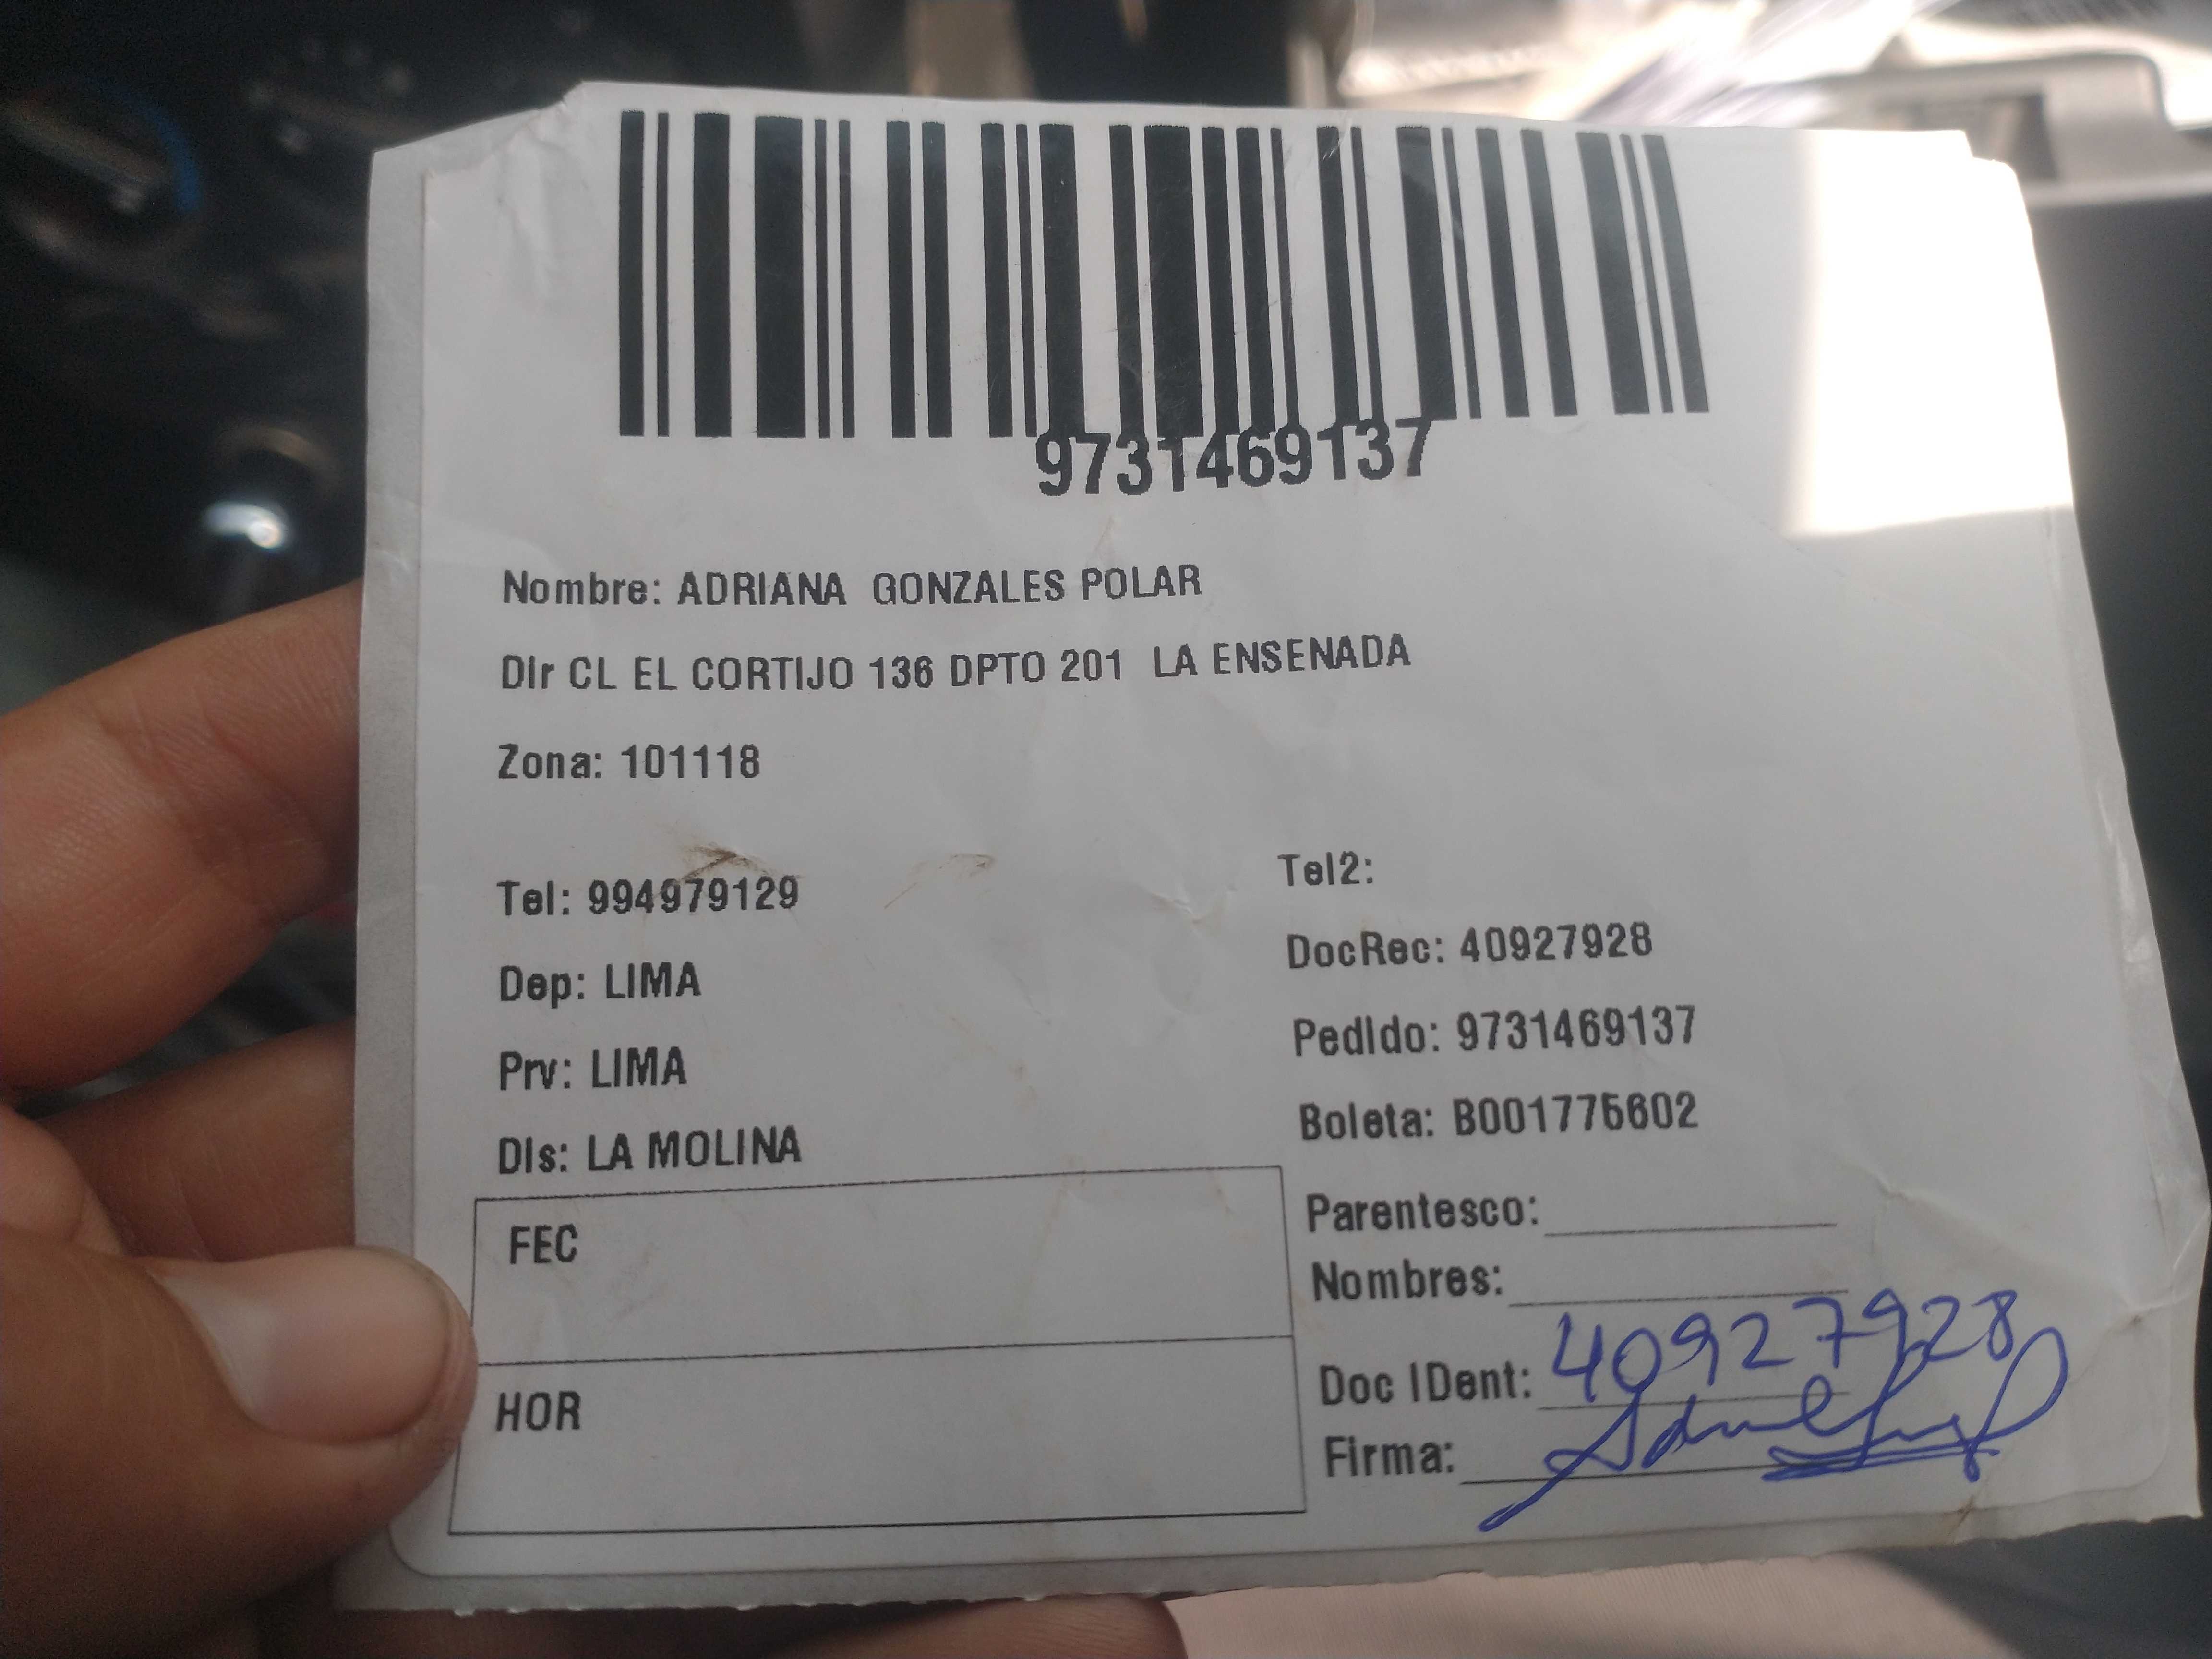 9731469137
Nombre: ADRIANA GONZALES POLAR
Dir CL EL CORTIJO 136 DPTO 201 LA ENSENADA
Zona: 101118
Tel: 994979129
Tel2:
DocRec: 40927928
Dep: LIMA
Pedido: 9731469137
Prv: LIMA
Boleta: B001775602
Dis: LA MOLINA
Parentesco:
FEC
Nombres:
Doc IDent: 40927928
HOR
Firma: